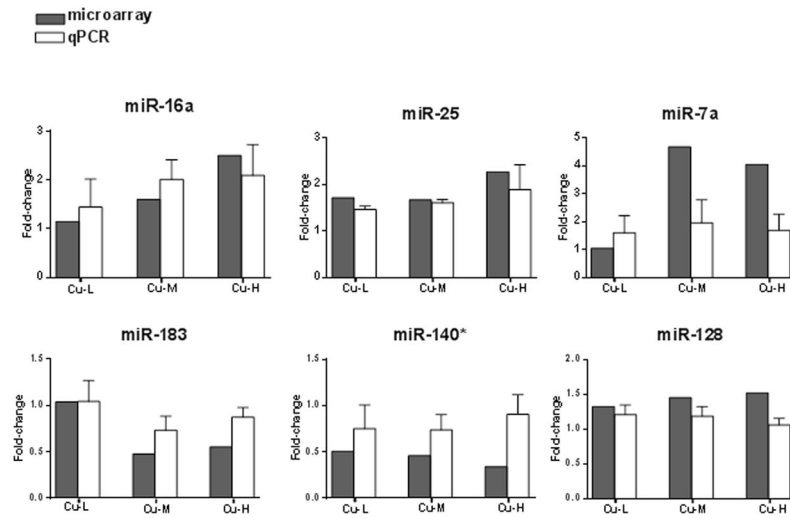 microarray
qPCR
miR-16a
miR-25
miR-7a
Fold-change
3
2
1
0
Cu-L
Cu-M
Cu-H
Fold-change
3
2
1
0
Cu-L
Cu-M
Cu-H
Fold-change
5
4
3
2
1
0
Cu-L
Cu-M
Cu-H
miR-183
miR-140*
miR-128
Fold-change
1.5
1.0
0.5
0.0
Cu-L
Cu-M
Cu-H
Fold-change
1.5
1.0
0.5
0.0
Cu-L
Cu-M
Cu-H
Fold-change
2.0
1.5
1.0
0.5
0.0
Cu-L
Cu-M
Cu-H